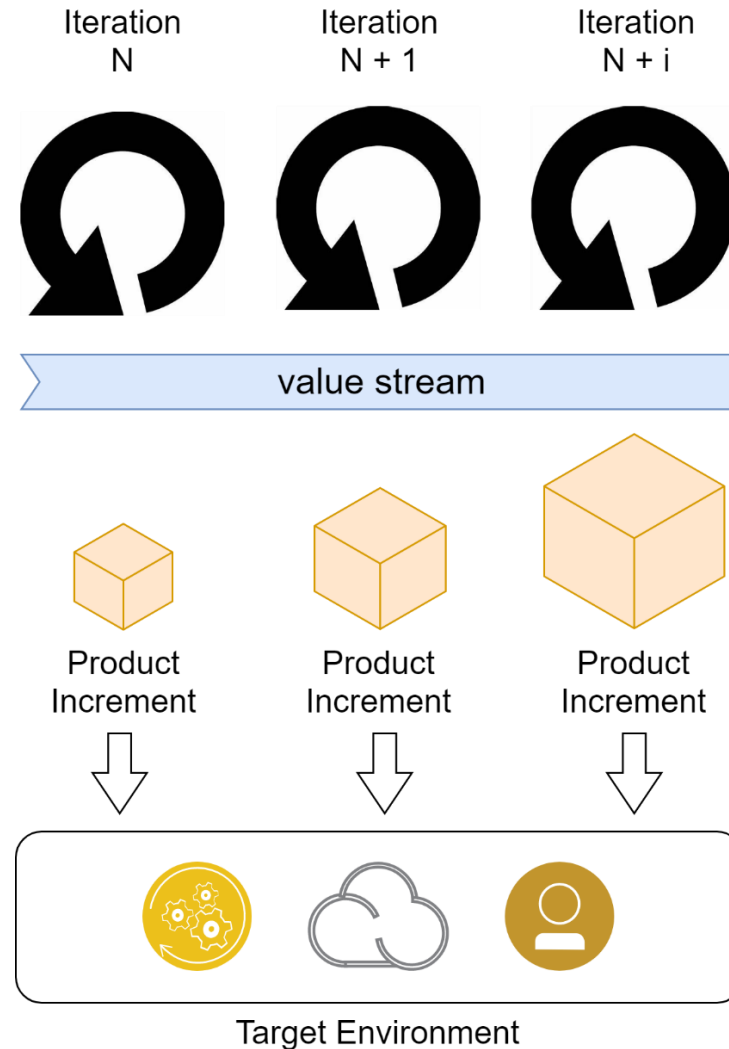 Iteration
N
Iteration
N + 1
Iteration
N + i
value stream
Product
Increment
Product
Increment
Product
Increment
Target Environment